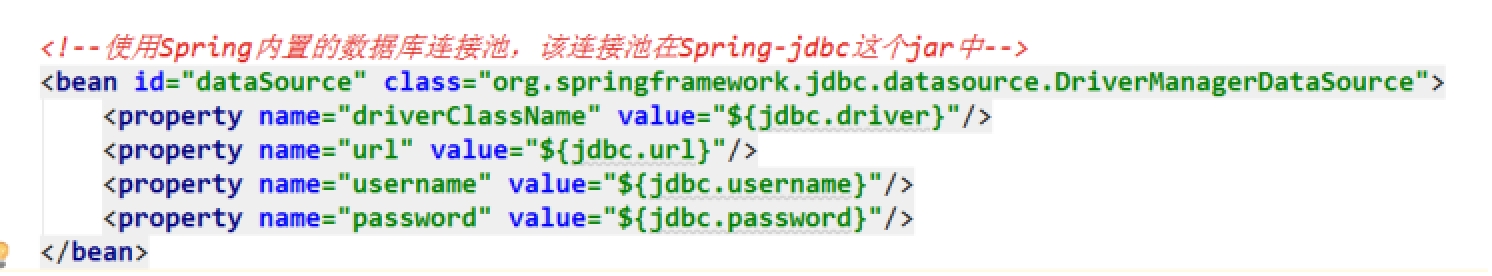 <!--使用Spring内置的数据库连接池，该连接池在Spring-jdbc这个jar中-->
<bean id="dataSource" class="org.springframework.jdbc.datasource.DriverManagerDataSource">
<property name="driverClassName" value="${jdbc.driver}"/>
<property name="url" value="${jdbc.url}"/>
<property name="username" value="${jdbc.username}"/>
<property name="password" value="${jdbc.password}"/>
</bean>